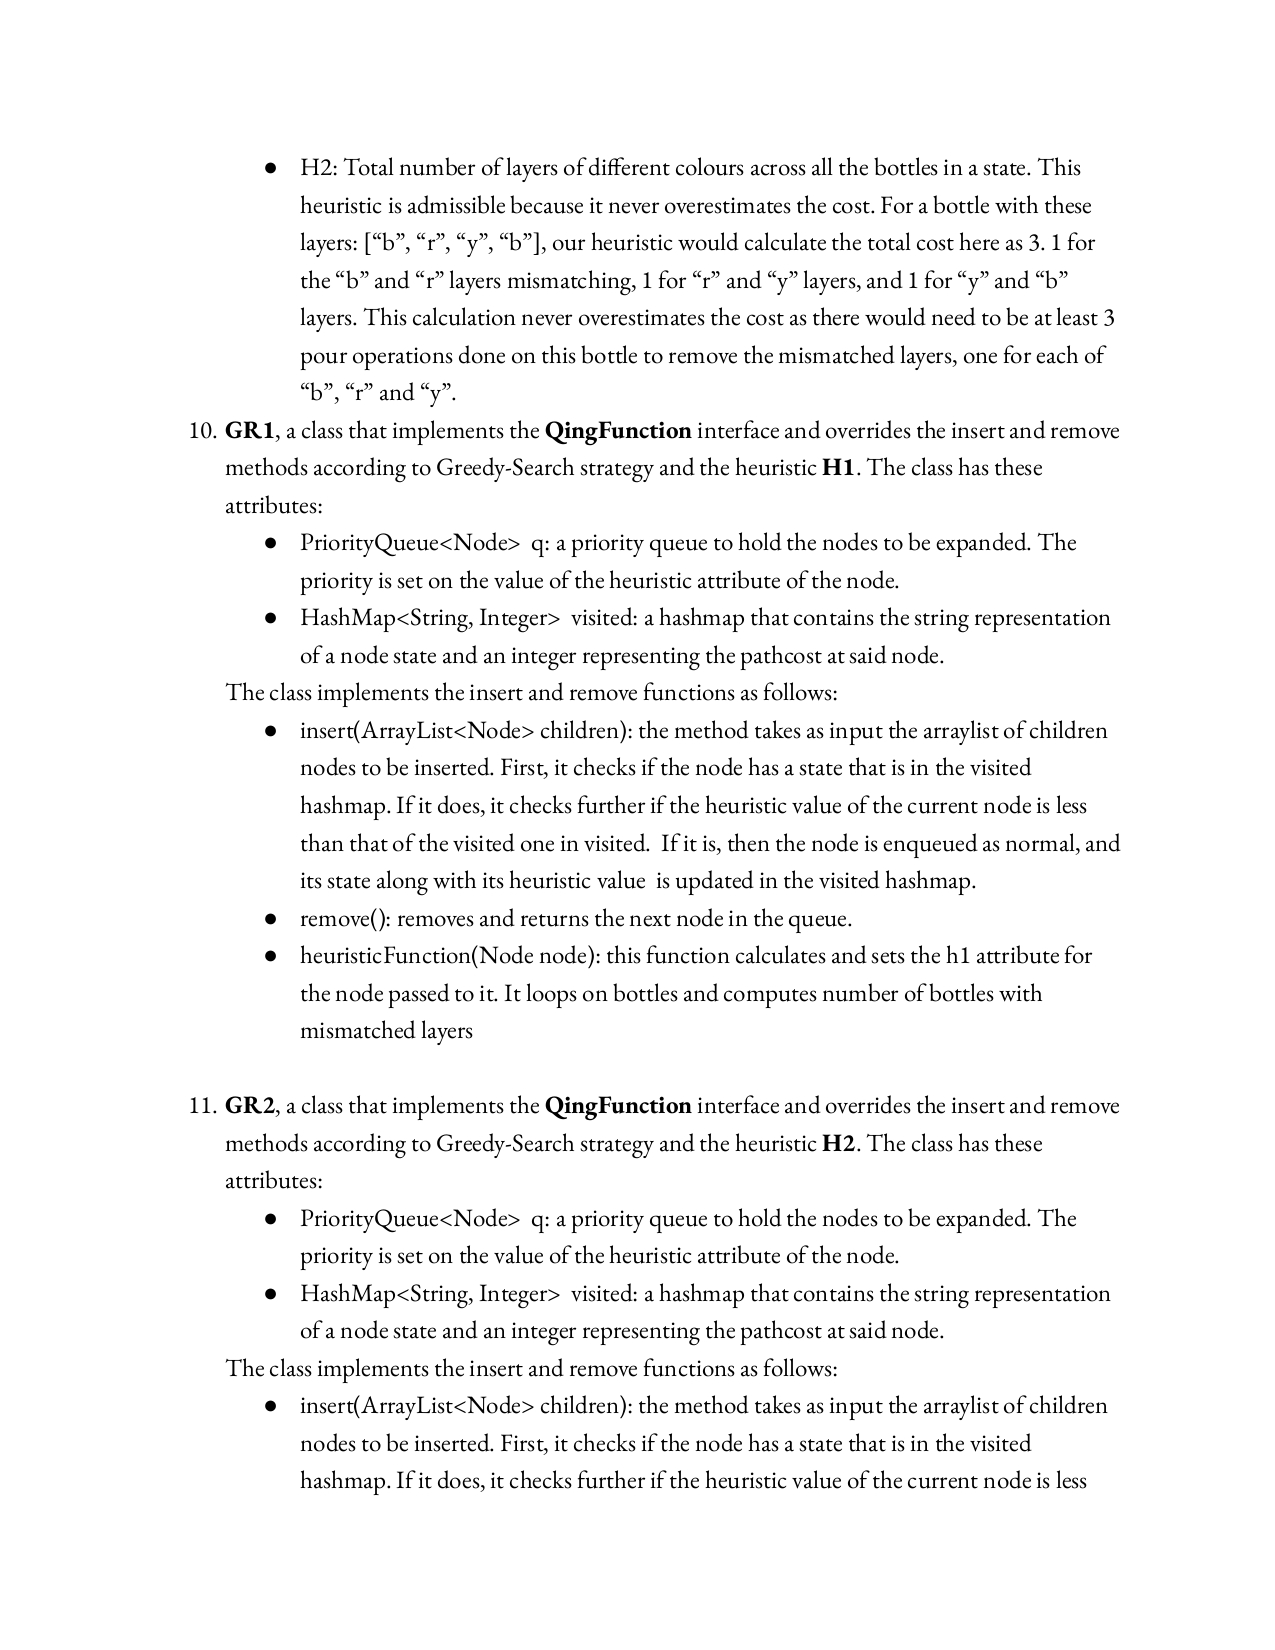 ● H2: Total number of layers of different colours across all the bottles in a state. This
heuristic is admissible because it never overestimates the cost. For a bottle with these
layers: [“b”, “r”, “y”, “b”], our heuristic would calculate the total cost here as 3. 1 for
the “b” and “r” layers mismatching, 1 for “r” and “y” layers, and 1 for “y” and “b”
layers. This calculation never overestimates the cost as there would need to be at least 3
pour operations done on this bottle to remove the mismatched layers, one for each of
“b”, “r” and “y”.
10. GR1, a class that implements the QingFunction interface and overrides the insert and remove
methods according to Greedy-Search strategy and the heuristic H1. The class has these
attributes:
● PriorityQueue<Node> q: a priority queue to hold the nodes to be expanded. The
priority is set on the value of the heuristic attribute of the node.
● HashMap<String, Integer> visited: a hashmap that contains the string representation
of a node state and an integer representing the pathcost at said node.
The class implements the insert and remove functions as follows:
● insert(ArrayList<Node> children): the method takes as input the arraylist of children
nodes to be inserted. First, it checks if the node has a state that is in the visited
hashmap. If it does, it checks further if the heuristic value of the current node is less
than that of the visited one in visited. If it is, then the node is enqueued as normal, and
its state along with its heuristic value is updated in the visited hashmap.
● remove(): removes and returns the next node in the queue.
● heuristicFunction(Node node): this function calculates and sets the h1 attribute for
the node passed to it. It loops on bottles and computes number of bottles with
mismatched layers
11. GR2, a class that implements the QingFunction interface and overrides the insert and remove
methods according to Greedy-Search strategy and the heuristic H2. The class has these
attributes:
● PriorityQueue<Node> q: a priority queue to hold the nodes to be expanded. The
priority is set on the value of the heuristic attribute of the node.
● HashMap<String, Integer> visited: a hashmap that contains the string representation
of a node state and an integer representing the pathcost at said node.
The class implements the insert and remove functions as follows:
● insert(ArrayList<Node> children): the method takes as input the arraylist of children
nodes to be inserted. First, it checks if the node has a state that is in the visited
hashmap. If it does, it checks further if the heuristic value of the current node is less